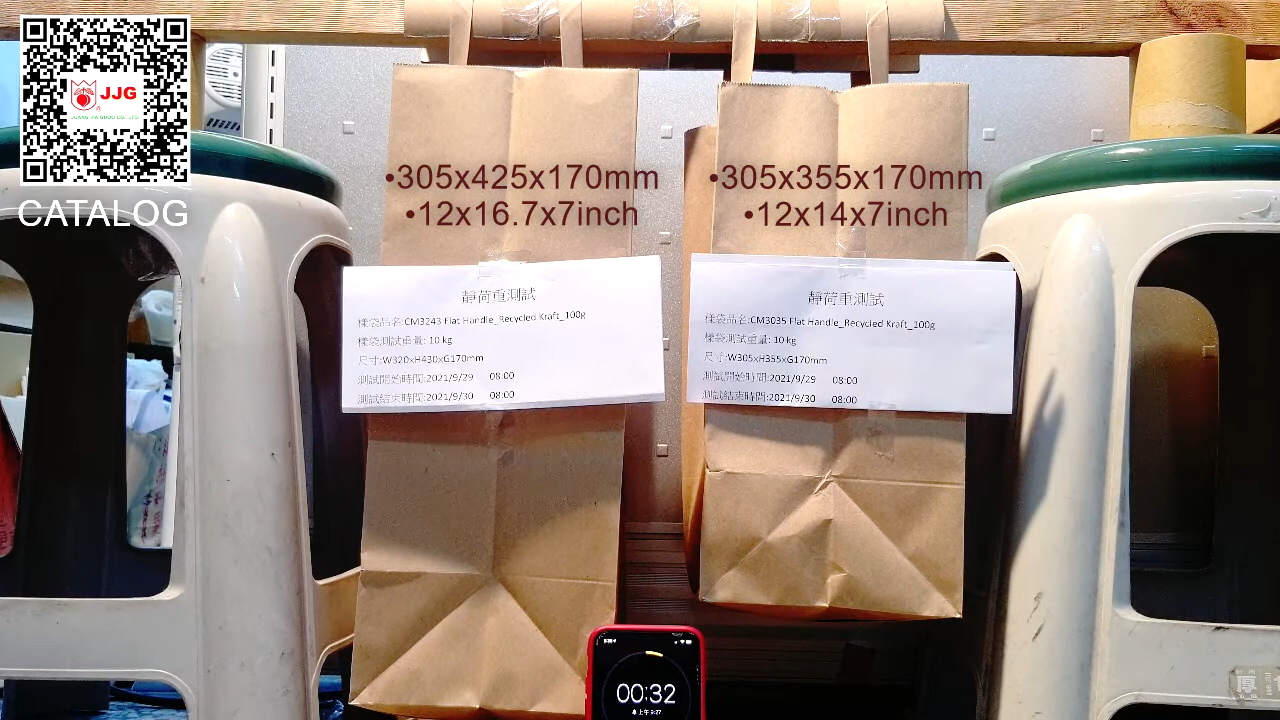 JJG
JUANG JIA GUOO CO., LTD.
CATALOG
•305x425x170mm
•12x16.7x7inch
•305x355x170mm
•12x14x7inch
靜荷重測試
樣袋品名:CM3243 Flat Handle_Recycled Kraft_100g
樣袋測試重量: 10 kg
尺寸:W320xH430xG170mm
測試開始時間:2021/9/29 08:00
測試結束時間:2021/9/30 08:00
靜荷重測試
樣袋品名:CM3035 Flat Handle_Recycled Kraft_100g
樣袋測試重量: 10 kg
尺寸:W305xH355xG170mm
測試開始時間:2021/9/29 08:00
測試結束時間:2021/9/30 08:00
00:32